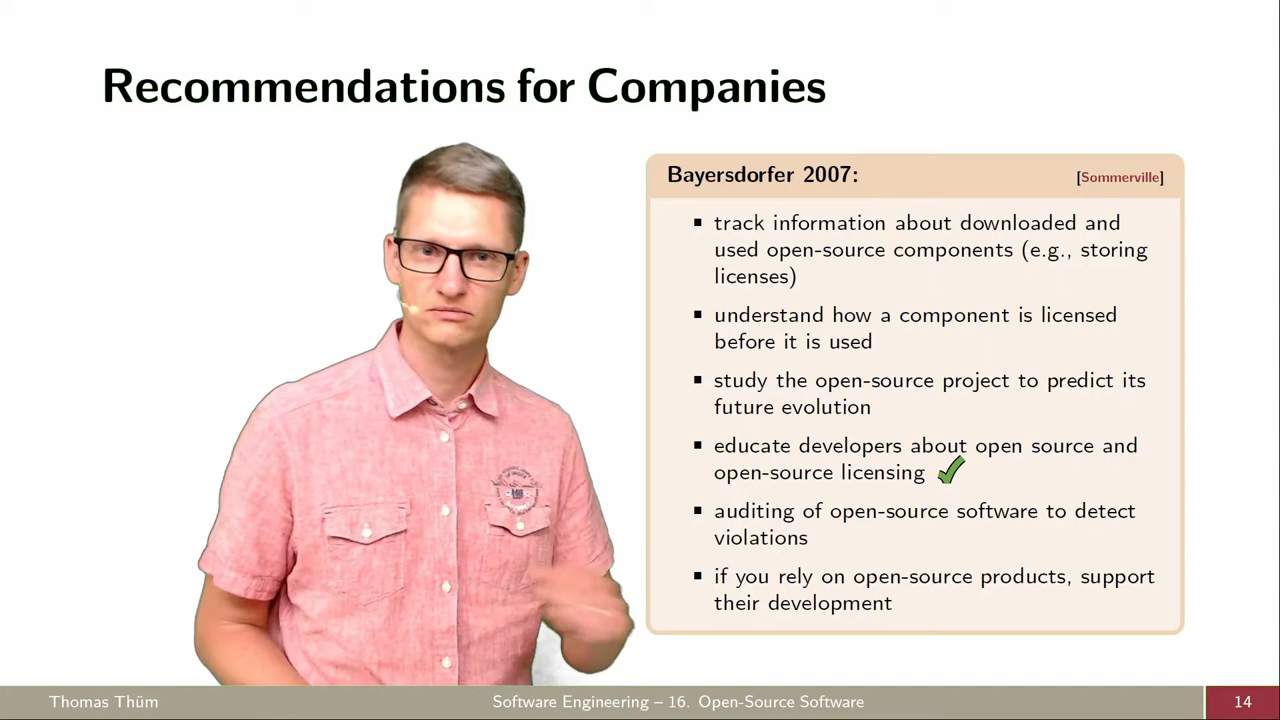 Recommendations for Companies
Bayersdorfer 2007:
[Sommerville]
track information about downloaded and
used open-source components (e.g., storing
licenses)
understand how a component is licensed
before it is used
study the open-source project to predict its
future evolution
educate developers about open source and
open-source licensing
auditing of open-source software to detect
violations
if you rely on open-source products, support
their development
Thomas Thüm
Software Engineering – 16. Open-Source Software
14